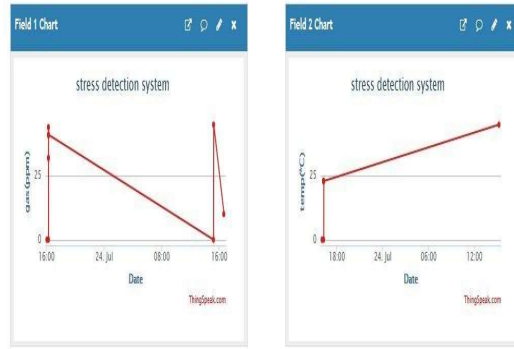 Field 1 Chart
stress detection system
gas(ppm)
25
0
16:00 24. Jul 08:00 16:00
Date
ThingSpeak.com
Field 2 Chart
stress detection system
temp(°C)
25
0
18:00 24. Jul 06:00 12:00
Date
ThingSpeak.com